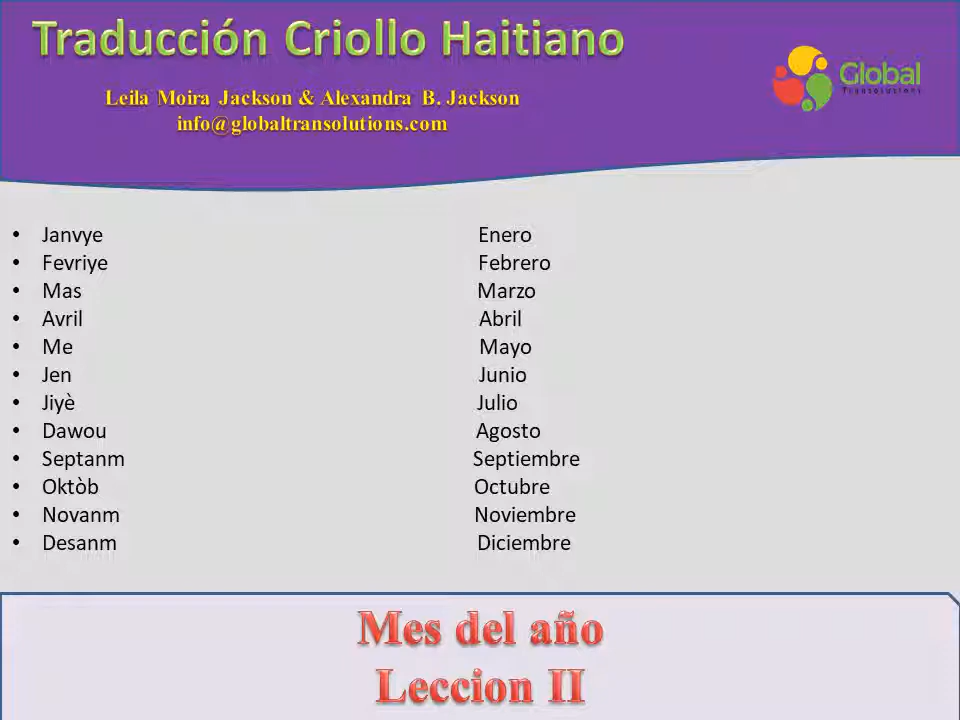 Traducción Criollo Haitiano
Leila Moira Jackson & Alexandra B. Jackson
info@globaltransolutions.com
Global
Transolutions
• Janvye Enero
• Fevriye Febrero
• Mas Marzo
• Avril Abril
• Me Mayo
• Jen Junio
• Jiyè Julio
• Dawou Agosto
• Septanm Septiembre
• Oktòb Octubre
• Novanm Noviembre
• Desanm Diciembre
Mes del año
Leccion II